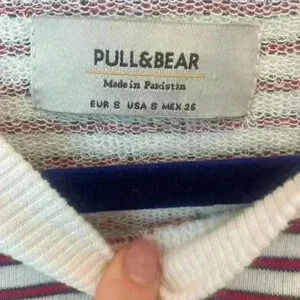 PULL&BEAR
Made in Pakistan
EUR S USA S MEX 26